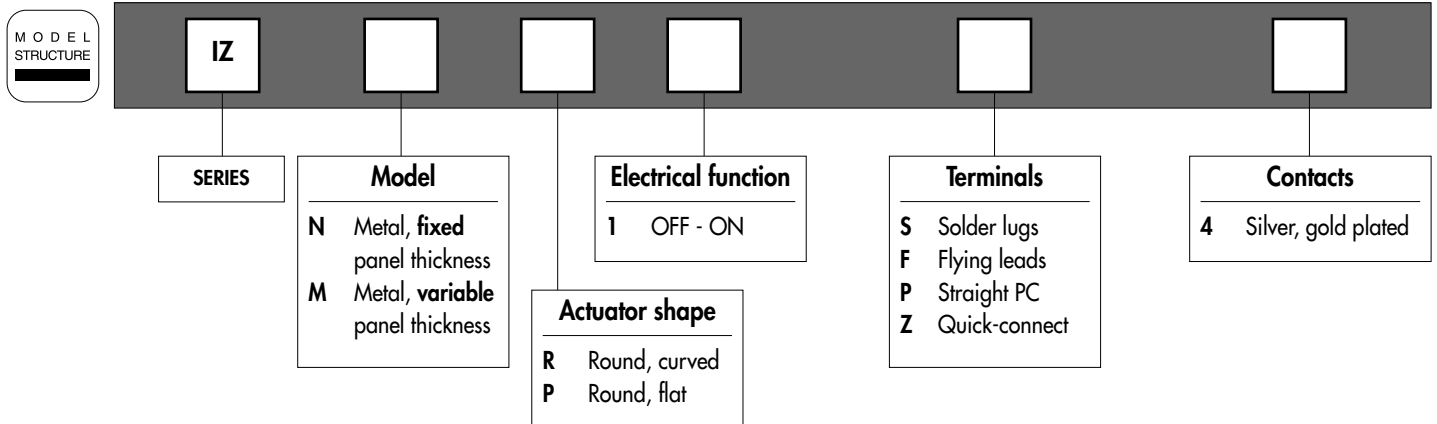 MODEL
STRUCTURE
IZ
SERIES
Model
N Metal, fixed
panel thickness
M Metal, variable
panel thickness
Actuator shape
R Round, curved
P Round, flat
Electrical function
1 OFF - ON
Terminals
S Solder lugs
F Flying leads
P Straight PC
Z Quick-connect
Contacts
4 Silver, gold plated